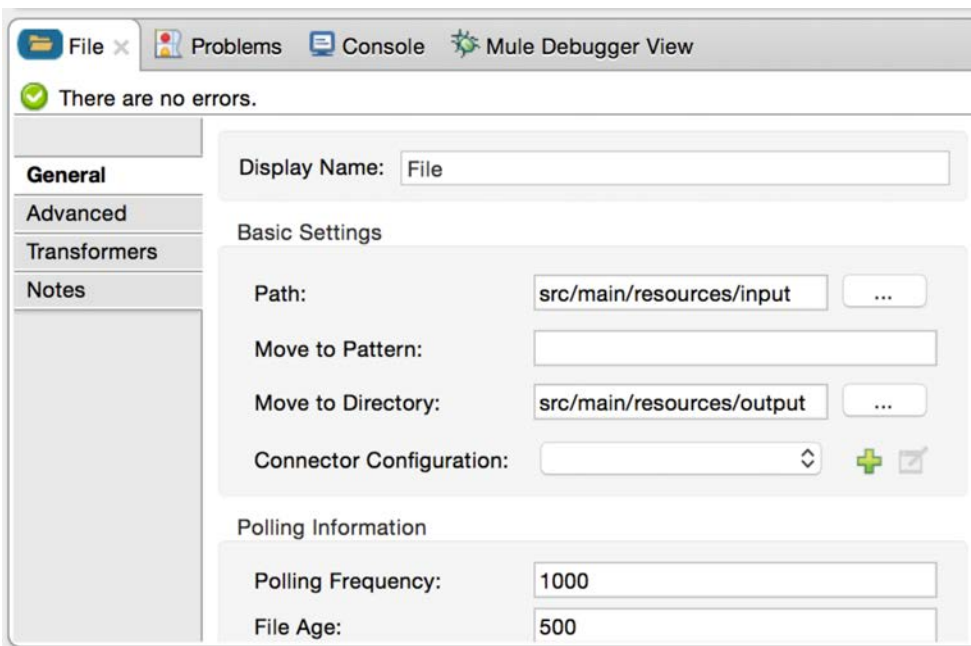 File Problems Console Mule Debugger View
There are no errors.
General
Advanced
Transformers
Notes
Display Name: File
Basic Settings
Path: src/main/resources/input ...
Move to Pattern:
Move to Directory: src/main/resources/output ...
Connector Configuration:
Polling Information
Polling Frequency: 1000
File Age: 500